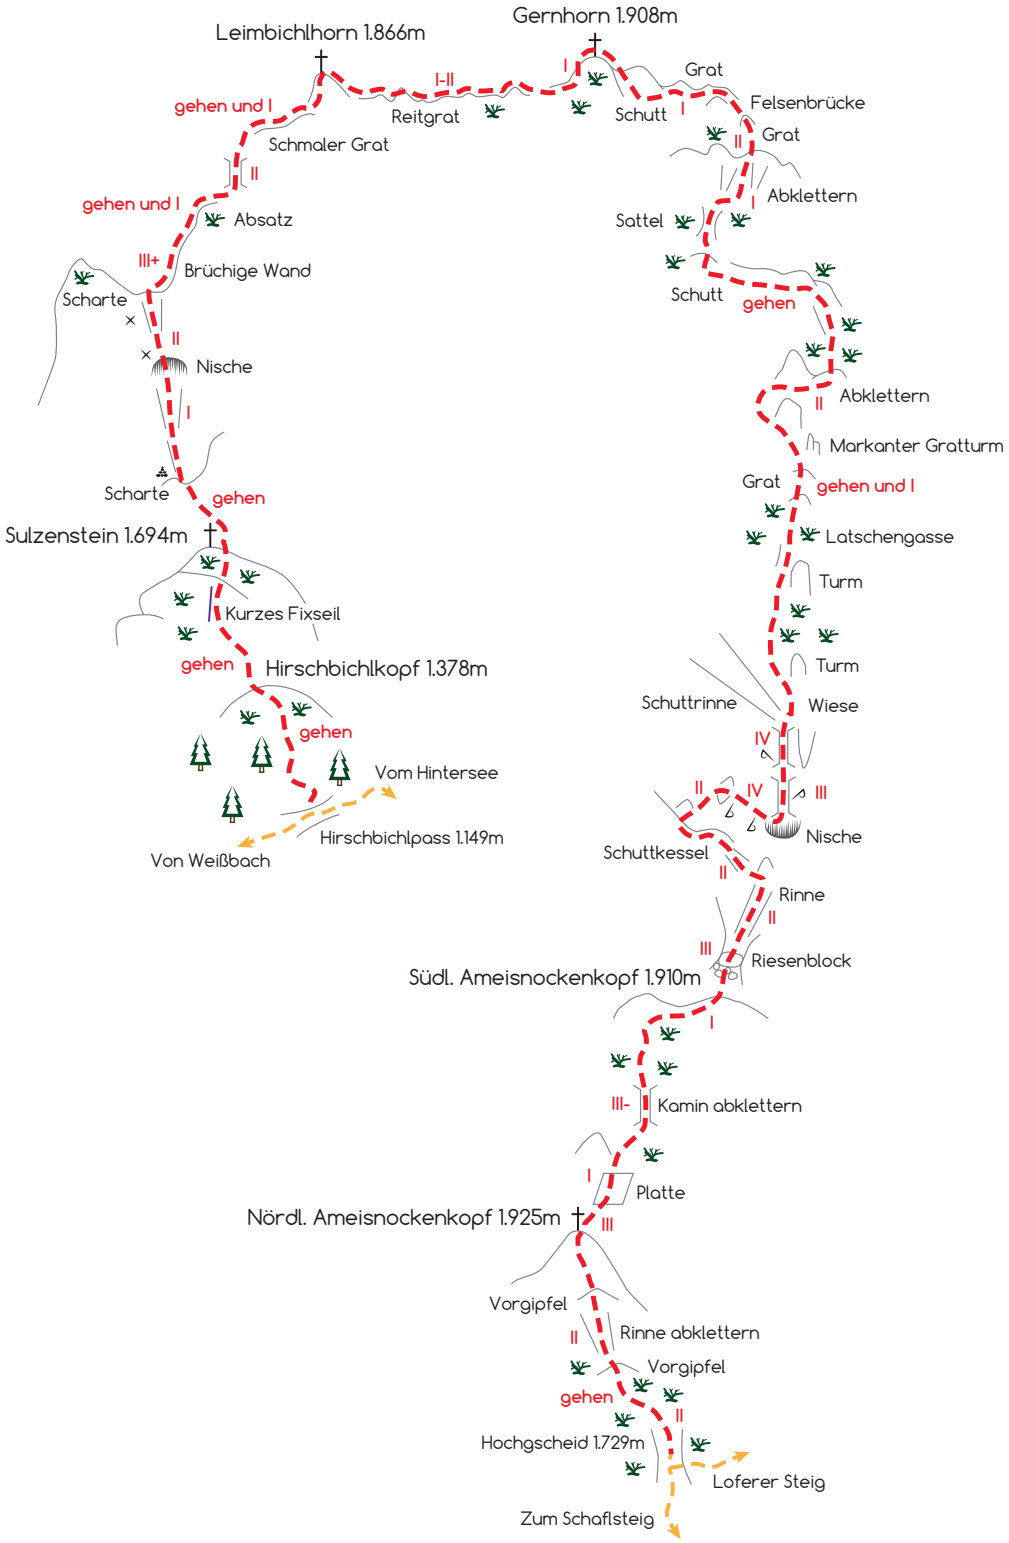 Gernhorn 1.908m
Leimbichlhorn 1.866m
I
Grat
I-II
gehen und I
Reitgrat
Schutt
I
Felsenbrücke
Schmaler Grat
II
Grat
II
gehen und I
Abklettern
I
Absatz
Sattel
III+
Brüchige Wand
Scharte
Schutt
gehen
II
Nische
Abklettern
II
I
Markanter Gratturm
Scharte
gehen
Grat
gehen und I
Sulzenstein 1.694m
Latschengasse
Turm
Kurzes Fixseil
gehen
Hirschbichlkopf 1.378m
Turm
Schuttrinne
Wiese
gehen
IV
Vom Hintersee
II
IV
III
Hirschbichlpass 1.149m
Nische
Von Weißbach
Schuttkessel
II
Rinne
II
III
Riesenblock
Südl. Ameisnockenkopf 1.910m
I
III-
Kamin abklettern
I
Platte
Nördl. Ameisnockenkopf 1.925m
III
Vorgipfel
II
Rinne abklettern
Vorgipfel
gehen
II
Hochgscheid 1.729m
Loferer Steig
Zum Schaflsteig